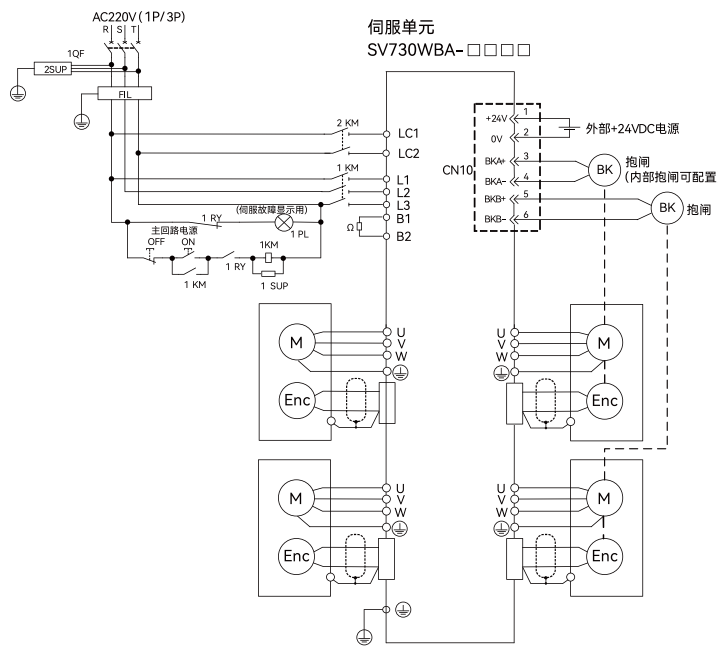 AC220V(1P/3P)
R S T
1QF
2SUP
FIL
伺服单元
SV730WBA-□□□□
2 KM
LC1
LC2
1 KM
L1
L2
L3
(伺服故障显示用)
1 RY
1 PL
B1
Ω
B2
主回路电源
OFF ON
1KM
1 RY
1 KM
1 SUP
CN10
+24V 1
0V 2
外部+24VDC电源
BKA+ 3
BKA- 4
BK
抱闸
(内部抱闸可配置
BKB+ 5
BKB- 6
BK
抱闸
M
U
V
W
Enc
U
V
W
M
Enc
M
U
V
W
Enc
U
V
W
M
Enc